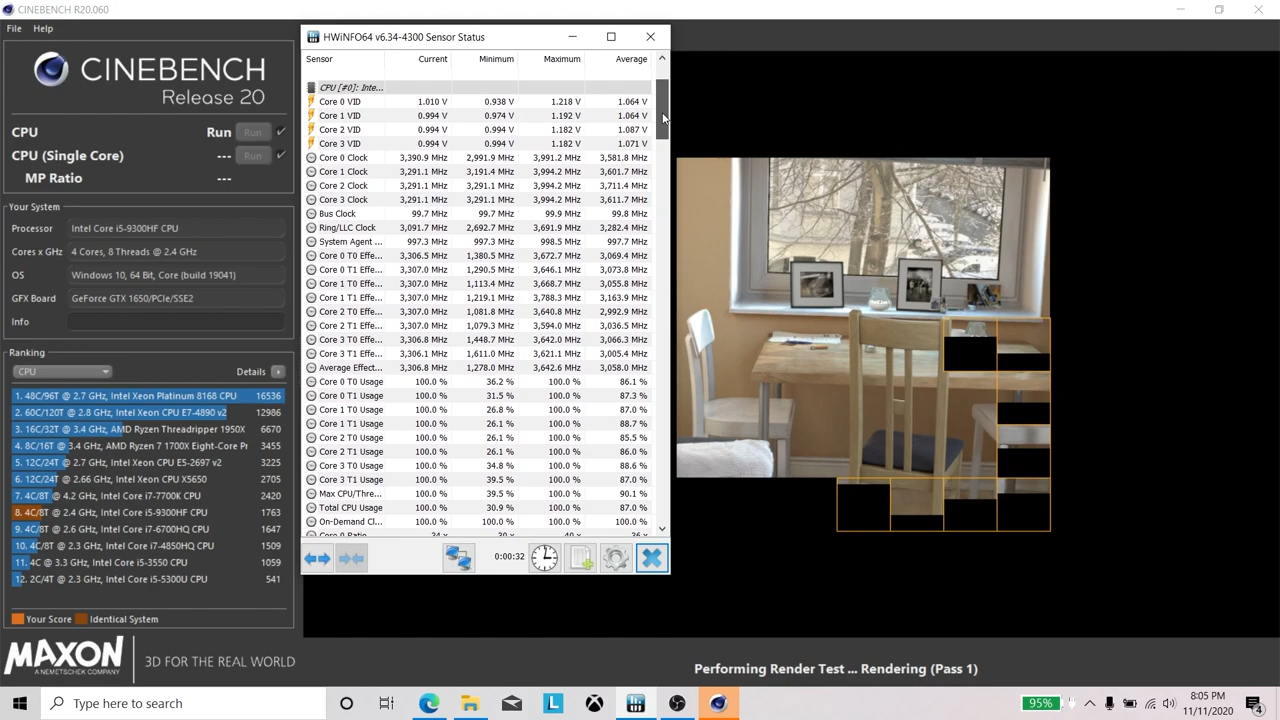 CINEBENCH R20.060
File Help
CINEBENCH
Release 20
CPU Run Run
CPU (Single Core) --- Run
MP Ratio ---
Your System
Processor Intel Core i5-9300HF CPU
Cores x GHz 4 Cores, 8 Threads @ 2.4 GHz
OS Windows 10, 64 Bit, Core (build 19041)
GFX Board GeForce GTX 1650/PCIe/SSE2
Info
Ranking
CPU Details
1. 48C/96T @ 2.7 GHz, Intel Xeon Platinum 8168 CPU 16536
2. 60C/120T @ 2.8 GHz, Intel Xeon CPU E7-4890 v2 12986
3. 16C/32T @ 3.4 GHz, AMD Ryzen Threadripper 1950X 6670
4. 8C/16T @ 3.4 GHz, AMD Ryzen 7 1700X Eight-Core Pr 3455
5. 12C/24T @ 2.7 GHz, Intel Xeon CPU E5-2697 v2 3225
6. 12C/24T @ 2.66 GHz, Intel Xeon CPU X5650 2705
7. 4C/8T @ 4.2 GHz, Intel Core i7-7700K CPU 2420
8. 4C/8T @ 2.4 GHz, Intel Core i5-9300HF CPU 1763
9. 4C/8T @ 2.6 GHz, Intel Core i7-6700HQ CPU 1647
10. 4C/8T @ 2.3 GHz, Intel Core i7-4850HQ CPU 1509
11. 4C @ 3.3 GHz, Intel Core i5-3550 CPU 1059
12. 2C/4T @ 2.3 GHz, Intel Core i5-5300U CPU 541
Your Score Identical System
MAXON
A NEMETSCHEK COMPANY
3D FOR THE REAL WORLD
HWiNFO64 v6.34-4300 Sensor Status
Sensor Current Minimum Maximum Average
CPU [#0]: Inte...
Core 0 VID 1.010 V 0.938 V 1.218 V 1.064 V
Core 1 VID 0.994 V 0.974 V 1.192 V 1.064 V
Core 2 VID 0.994 V 0.994 V 1.182 V 1.087 V
Core 3 VID 0.994 V 0.994 V 1.182 V 1.071 V
Core 0 Clock 3,390.9 MHz 2,991.9 MHz 3,991.2 MHz 3,581.8 MHz
Core 1 Clock 3,291.1 MHz 3,191.4 MHz 3,994.2 MHz 3,601.7 MHz
Core 2 Clock 3,291.1 MHz 3,291.1 MHz 3,994.2 MHz 3,711.4 MHz
Core 3 Clock 3,291.1 MHz 3,291.1 MHz 3,994.2 MHz 3,611.7 MHz
Bus Clock 99.7 MHz 99.7 MHz 99.9 MHz 99.8 MHz
Ring/LLC Clock 3,091.7 MHz 2,692.7 MHz 3,691.9 MHz 3,282.4 MHz
System Agent ... 997.3 MHz 997.3 MHz 998.5 MHz 997.7 MHz
Core 0 T0 Effe... 3,306.5 MHz 1,380.5 MHz 3,672.7 MHz 3,069.4 MHz
Core 0 T1 Effe... 3,307.0 MHz 1,290.5 MHz 3,646.1 MHz 3,073.8 MHz
Core 1 T0 Effe... 3,307.0 MHz 1,113.4 MHz 3,668.7 MHz 3,055.8 MHz
Core 1 T1 Effe... 3,307.0 MHz 1,219.1 MHz 3,788.3 MHz 3,163.9 MHz
Core 2 T0 Effe... 3,307.0 MHz 1,081.8 MHz 3,640.8 MHz 2,992.9 MHz
Core 2 T1 Effe... 3,307.0 MHz 1,079.3 MHz 3,594.0 MHz 3,036.5 MHz
Core 3 T0 Effe... 3,306.8 MHz 1,448.7 MHz 3,642.0 MHz 3,066.3 MHz
Core 3 T1 Effe... 3,306.1 MHz 1,611.0 MHz 3,621.1 MHz 3,005.4 MHz
Average Effect... 3,306.8 MHz 1,278.0 MHz 3,642.6 MHz 3,058.0 MHz
Core 0 T0 Usage 100.0 % 36.2 % 100.0 % 86.1 %
Core 0 T1 Usage 100.0 % 31.5 % 100.0 % 87.3 %
Core 1 T0 Usage 100.0 % 26.8 % 100.0 % 87.0 %
Core 1 T1 Usage 100.0 % 26.1 % 100.0 % 88.7 %
Core 2 T0 Usage 100.0 % 26.1 % 100.0 % 85.5 %
Core 2 T1 Usage 100.0 % 26.1 % 100.0 % 86.0 %
Core 3 T0 Usage 100.0 % 34.8 % 100.0 % 88.6 %
Core 3 T1 Usage 100.0 % 39.5 % 100.0 % 87.0 %
Max CPU/Thre... 100.0 % 39.5 % 100.0 % 90.1 %
Total CPU Usage 100.0 % 30.9 % 100.0 % 87.0 %
On-Demand Cl... 100.0 % 100.0 % 100.0 % 100.0 %
Core 0 Ratio 34 x 30 x 40 x 36 x
0:00:32
Performing Render Test ... Rendering (Pass 1)
Type here to search
95%
8:05 PM
11/11/2020
4